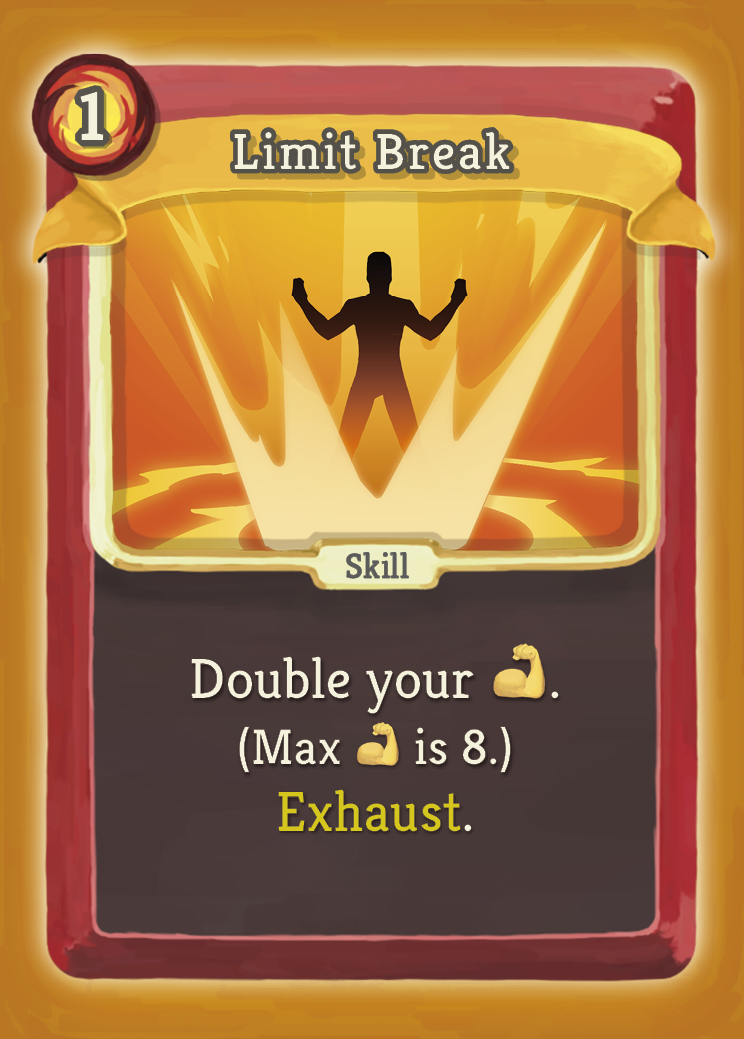 1
Limit Break
Skill
Double your 💪.
(Max 💪 is 8.)
Exhaust.